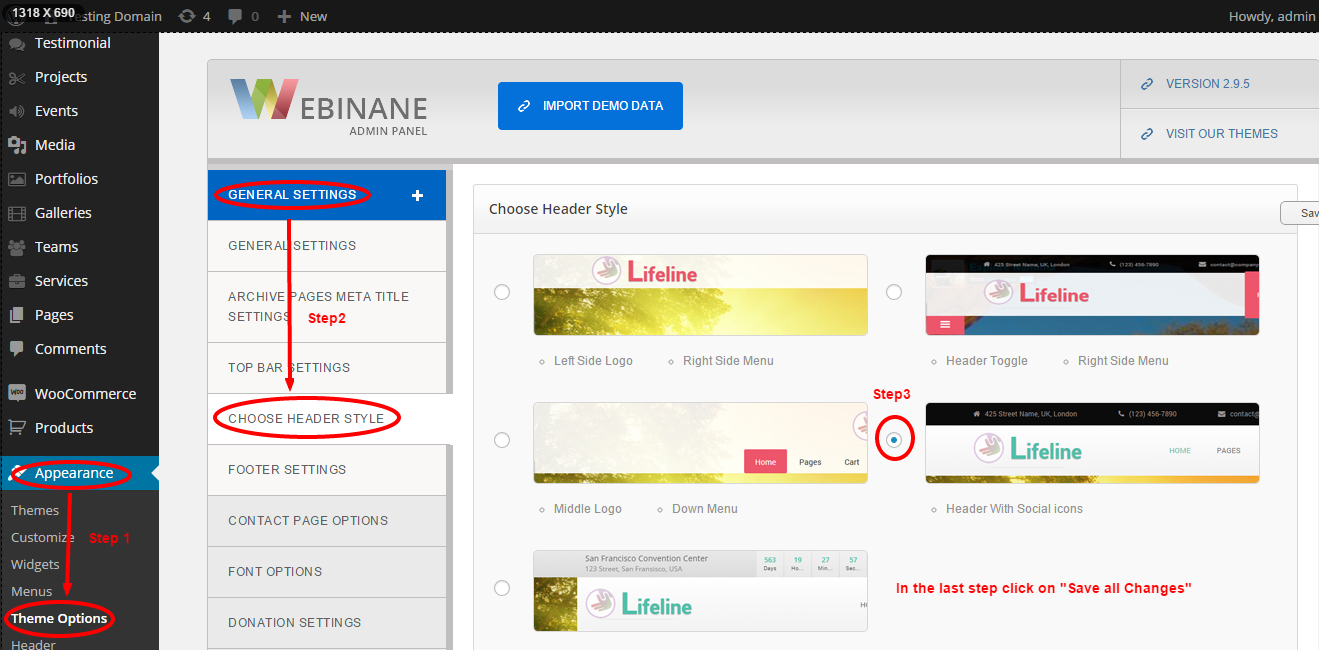 1318 X 690
sting Domain
4
0
New
Howdy, admin
Testimonial
Projects
Events
Media
Portfolios
Galleries
Teams
Services
Pages
Comments
WooCommerce
Products
Appearance
Themes
Customize
Step 1
Widgets
Menus
Theme Options
Header
WEBINANE
ADMIN PANEL
IMPORT DEMO DATA
VERSION 2.9.5
VISIT OUR THEMES
GENERAL SETTINGS
GENERAL SETTINGS
ARCHIVE PAGES META TITLE
SETTINGS
Step2
TOP BAR SETTINGS
CHOOSE HEADER STYLE
FOOTER SETTINGS
CONTACT PAGE OPTIONS
FONT OPTIONS
DONATION SETTINGS
Choose Header Style
Sav
Lifeline
Left Side Logo
Right Side Menu
425 Street Name, UK, London
(123) 456-7890
contact@company
Lifeline
Header Toggle
Right Side Menu
Home
Pages
Cart
Middle Logo
Down Menu
Step3
425 Street Name, UK, London
(123) 456-7890
contact@
Lifeline
HOME
PAGES
Header With Social icons
San Francisco Convention Center
123 Street, San Fransisco, USA
563
19
27
57
Days
Ho...
Min...
Sec...
Lifeline
In the last step click on "Save all Changes"